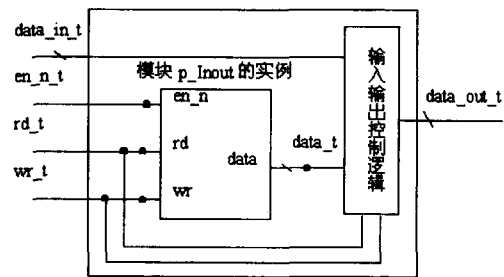 data_in_t
en_n_t
rd_t
wr_t
模块 p_Inout 的实例
en_n
rd
wr
data
data_t
输入输出控制逻辑
data_out_t